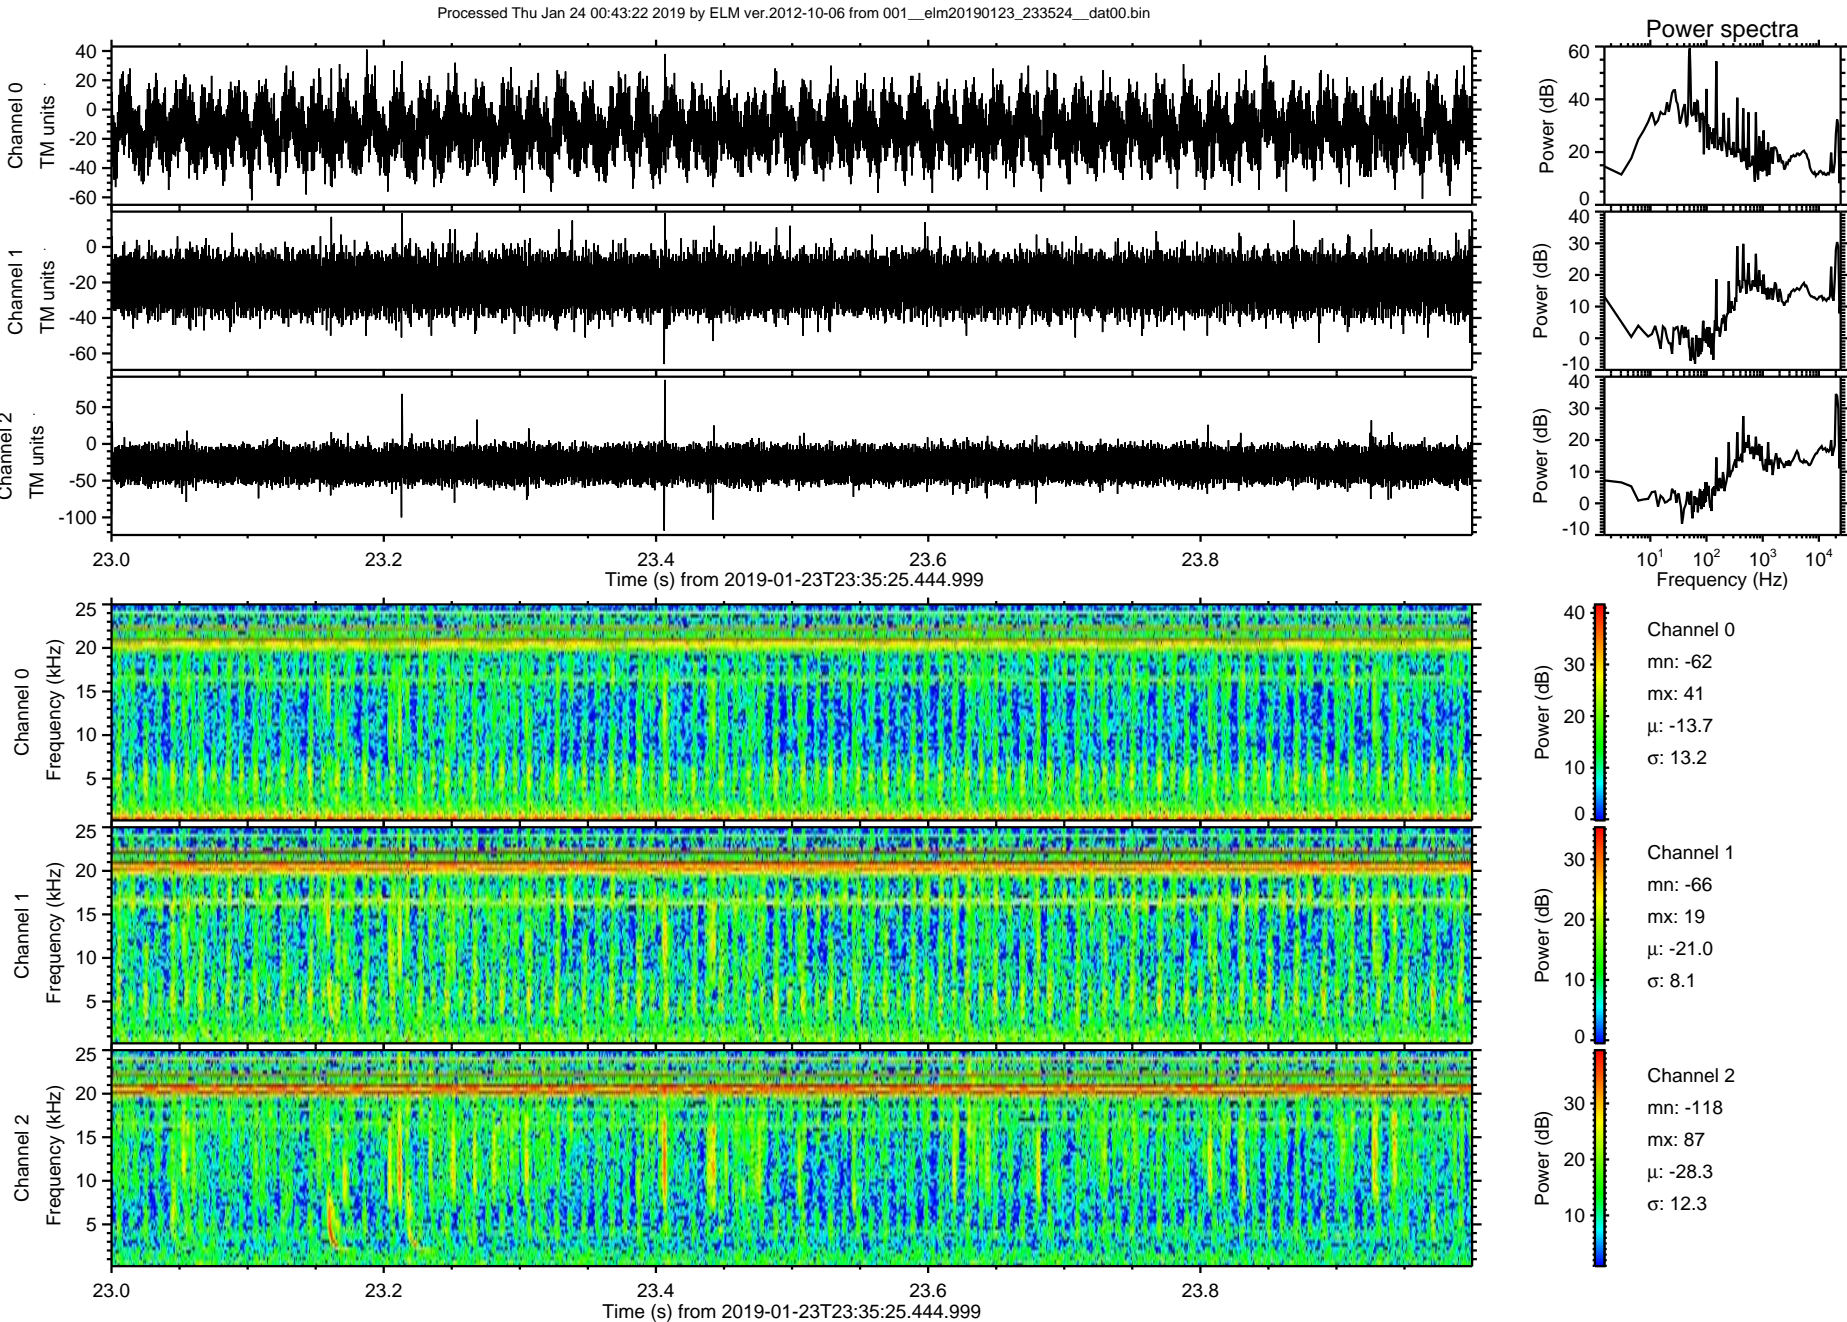 Processed Thu Jan 24 00:43:22 2019 by ELM ver.2012-10-06 from 001__elm20190123_233524__dat00.bin
Power spectra
Channel 0
TM units
40
20
0
-20
-40
-60
Power (dB)
60
40
20
0
Channel 1
TM units
0
-20
-40
-60
Power (dB)
40
30
20
10
0
-10
Channel 2
TM units
50
0
-50
-100
Power (dB)
40
30
20
10
0
-10
23.0 23.2 23.4 23.6 23.8
Time (s) from 2019-01-23T23:35:25.444.999
10¹ 10² 10³ 10⁴
Frequency (Hz)
Channel 0
Frequency (kHz)
25
20
15
10
5
Power (dB)
40
30
20
10
0
Channel 0
mn: -62
mx: 41
μ: -13.7
σ: 13.2
Channel 1
Frequency (kHz)
25
20
15
10
5
Power (dB)
30
20
10
0
Channel 1
mn: -66
mx: 19
μ: -21.0
σ: 8.1
Channel 2
Frequency (kHz)
25
20
15
10
5
Power (dB)
30
20
10
Channel 2
mn: -118
mx: 87
μ: -28.3
σ: 12.3
23.0 23.2 23.4 23.6 23.8
Time (s) from 2019-01-23T23:35:25.444.999